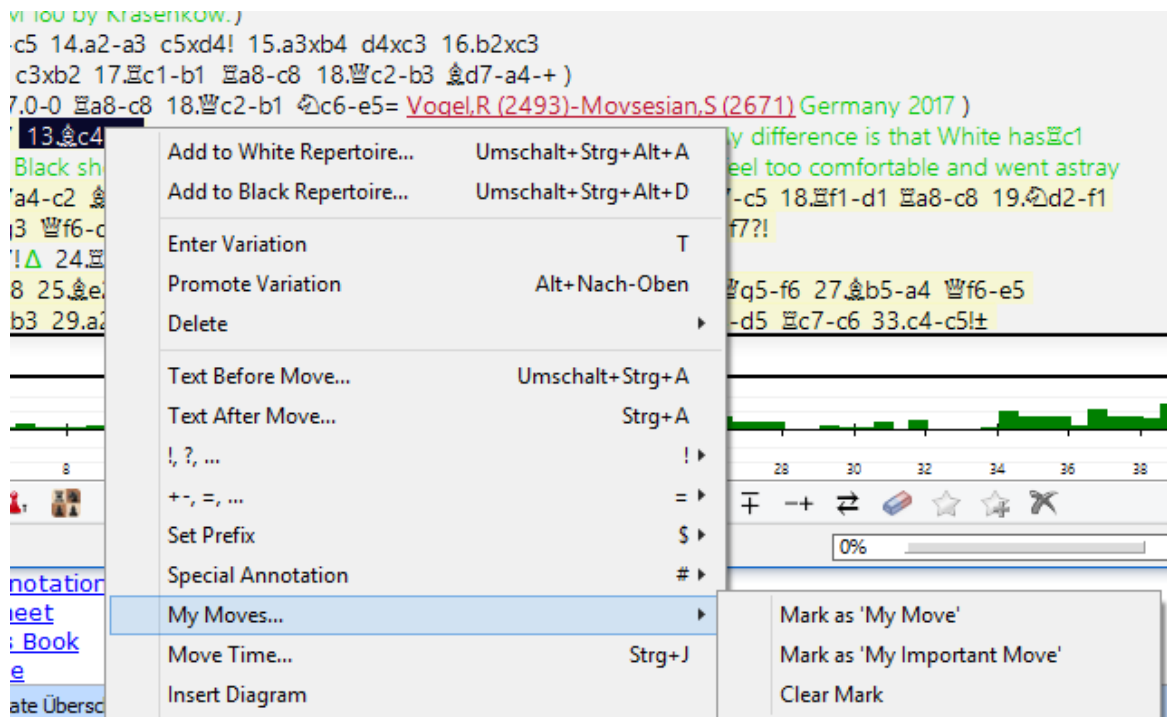 by Krasenkow.)
-c5 14.a2-a3 c5xd4! 15.a3xb4 d4xc3 16.b2xc3
c3xb2 17.♖c1-b1 ♖a8-c8 18.♕c2-b3 ♗d7-a4-+ )
7.0-0 ♖a8-c8 18.♕c2-b1 ♘c6-e5= Vogel,R (2493)-Movsesian,S (2671) Germany 2017 )
13.♗c4 y difference is that White has♖c1
Black sh eel too comfortable and went astray
a4-c2 ♗ -c5 18.♖f1-d1 ♖a8-c8 19.♘d2-f1
g3 ♕f6- f7?!
!∆ 24.♖
8 25.♗e ♕g5-f6 27.♗b5-a4 ♕f6-e5
b3 29.a2 -d5 ♖c7-c6 33.c4-c5!±
Add to White Repertoire... Umschalt+Strg+Alt+A
Add to Black Repertoire... Umschalt+Strg+Alt+D
Enter Variation T
Promote Variation Alt+Nach-Oben
Delete
Text Before Move... Umschalt+Strg+A
Text After Move... Strg+A
!, ?, ... !
+-, =, ... =
Set Prefix $
Special Annotation #
My Moves...
Move Time... Strg+J
Insert Diagram
Mark as 'My Move'
Mark as 'My Important Move'
Clear Mark
8 28 30 32 34 36 38
∓ −+ ⇄
0%
notation
heet
s Book
e
ate Übersc